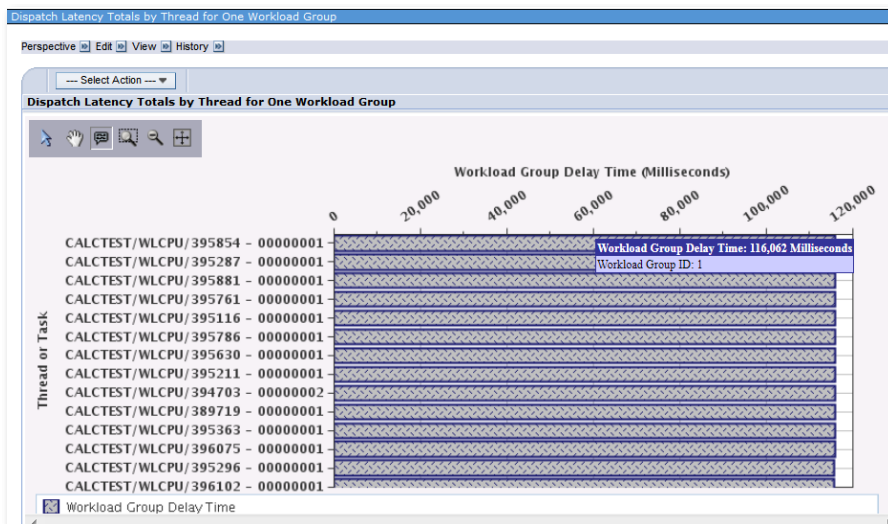 Dispatch Latency Totals by Thread for One Workload Group
Perspective Edit View History
--- Select Action ---
Dispatch Latency Totals by Thread for One Workload Group
Workload Group Delay Time (Milliseconds)
0 20,000 40,000 60,000 80,000 100,000 120,000
Thread or Task
CALCTEST/WLCPU/395854 - 00000001
Workload Group Delay Time: 116,062 Milliseconds
CALCTEST/WLCPU/395287 - 00000001
Workload Group ID: 1
CALCTEST/WLCPU/395881 - 00000001
CALCTEST/WLCPU/395761 - 00000001
CALCTEST/WLCPU/395116 - 00000001
CALCTEST/WLCPU/395786 - 00000001
CALCTEST/WLCPU/395630 - 00000001
CALCTEST/WLCPU/395211 - 00000001
CALCTEST/WLCPU/394703 - 00000002
CALCTEST/WLCPU/389719 - 00000001
CALCTEST/WLCPU/395363 - 00000001
CALCTEST/WLCPU/396075 - 00000001
CALCTEST/WLCPU/395296 - 00000001
CALCTEST/WLCPU/396102 - 00000001
Workload Group Delay Time